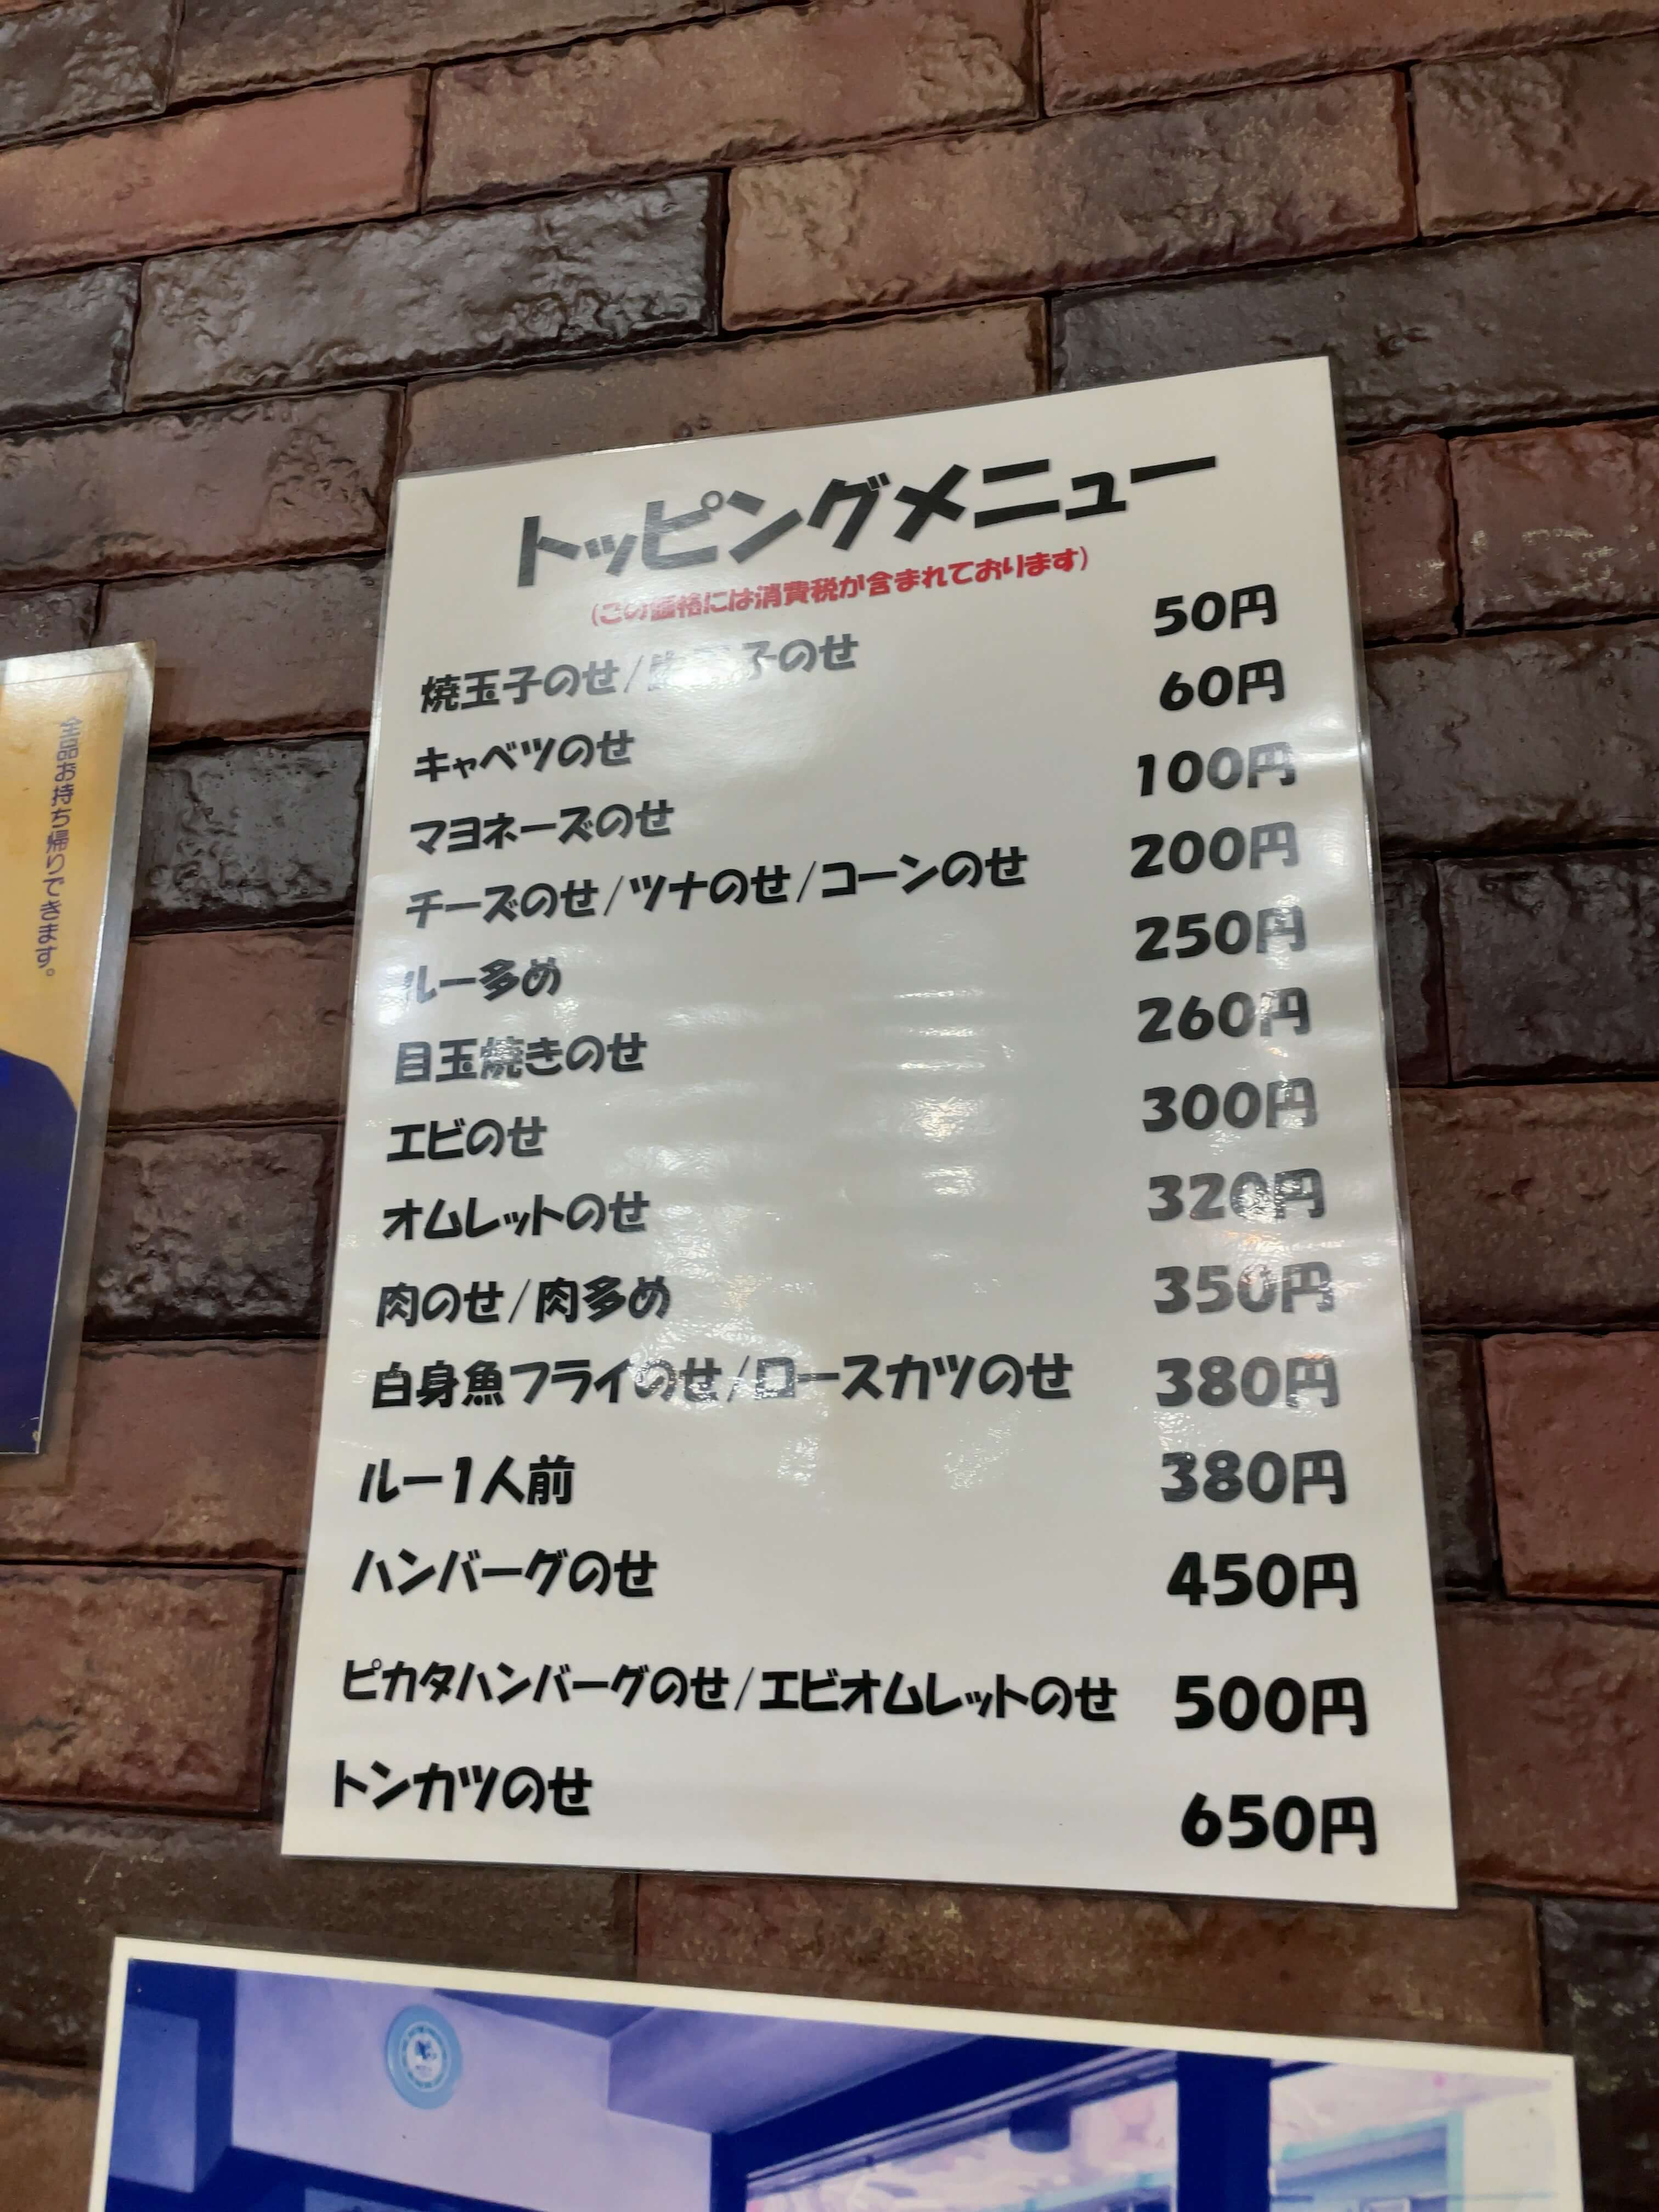 トッピングメニュー
(この価格には消費税が含まれております)
焼玉子のせ/生玉子のせ 50円
キャベツのせ 60円
マヨネーズのせ 100円
チーズのせ/ツナのせ/コーンのせ 200円
ルー多め 250円
目玉焼きのせ 260円
エビのせ 300円
オムレットのせ 320円
肉のせ/肉多め 350円
白身魚フライのせ/ロースカツのせ 380円
ルー1人前 380円
ハンバーグのせ 450円
ピカタハンバーグのせ/エビオムレットのせ 500円
トンカツのせ 650円
全品お持ち帰りできます。